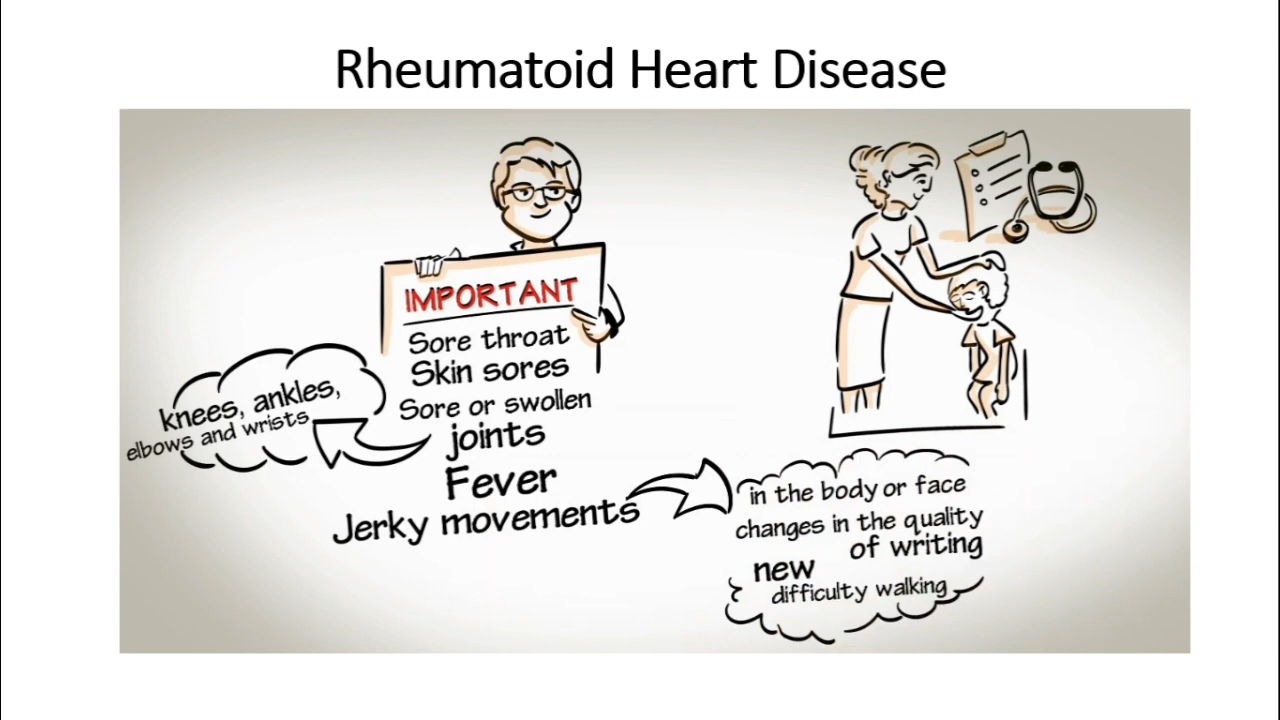 Rheumatoid Heart Disease
IMPORTANT
Sore throat
Skin sores
Sore or swollen
joints
knees, ankles,
elbows and wrists
Fever
Jerky movements
in the body or face
changes in the quality
of writing
new
difficulty walking